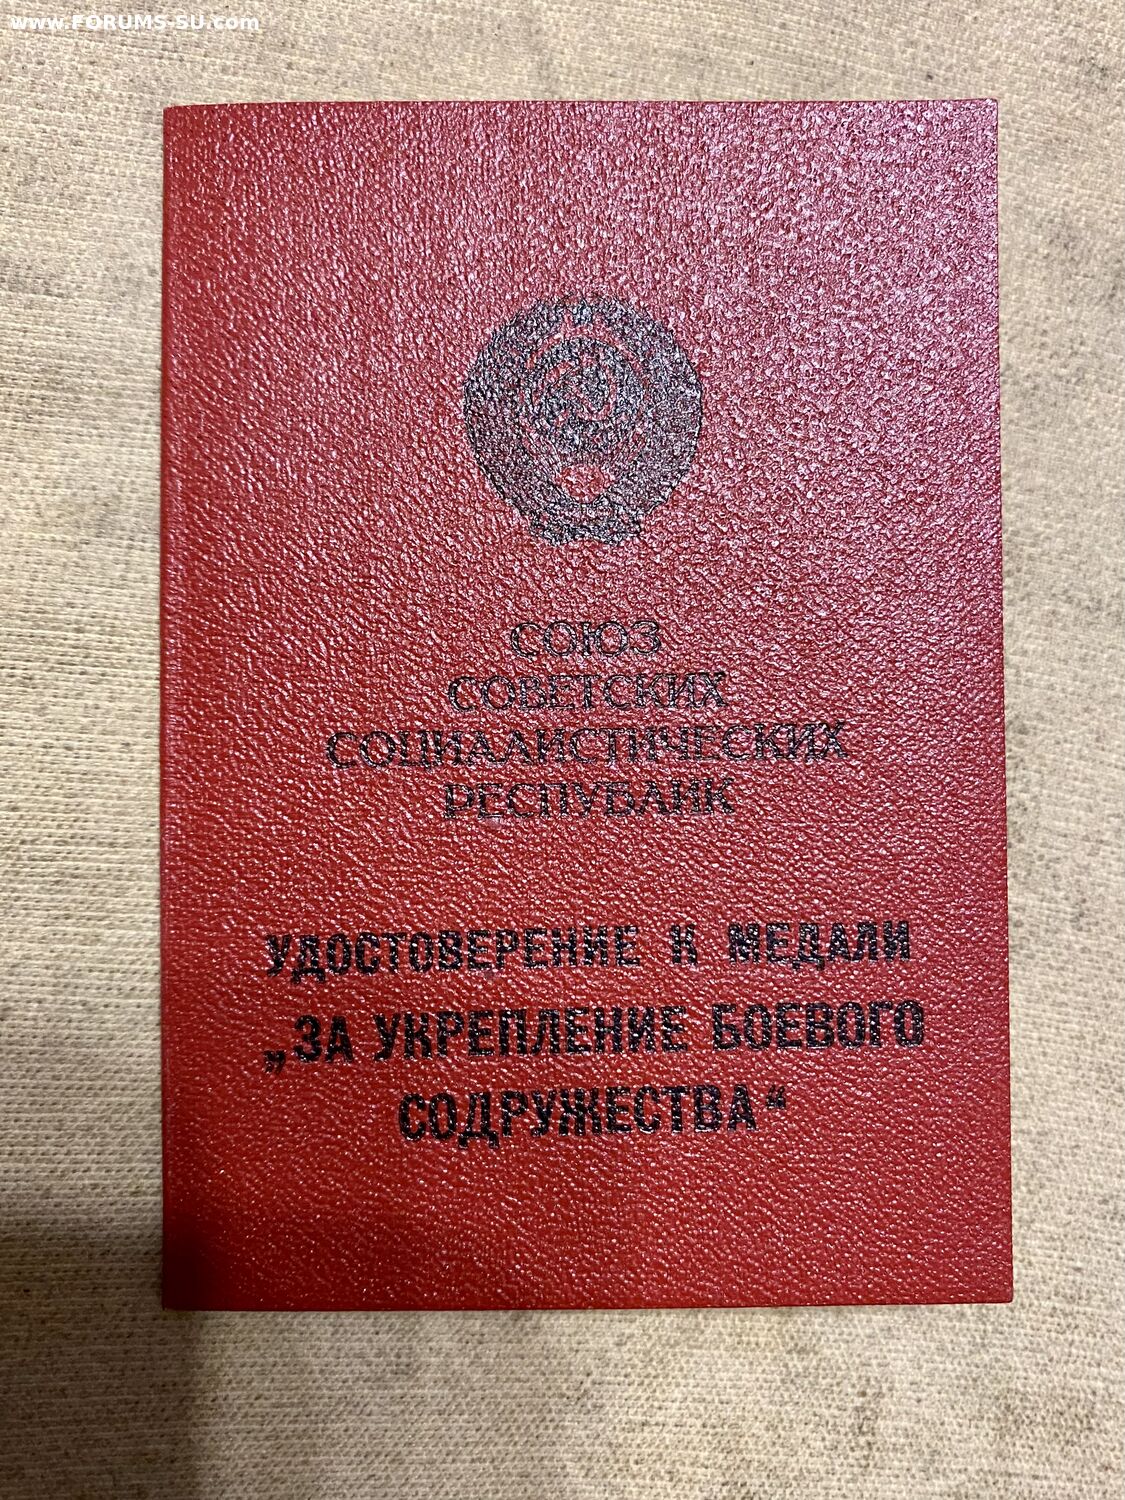 www.FORUMS-SU.com
СОЮЗ
СОВЕТСКИХ
СОЦИАЛИСТИЧЕСКИХ
РЕСПУБЛИК
УДОСТОВЕРЕНИЕ К МЕДАЛИ
„ЗА УКРЕПЛЕНИЕ БОЕВОГО
СОДРУЖЕСТВА“